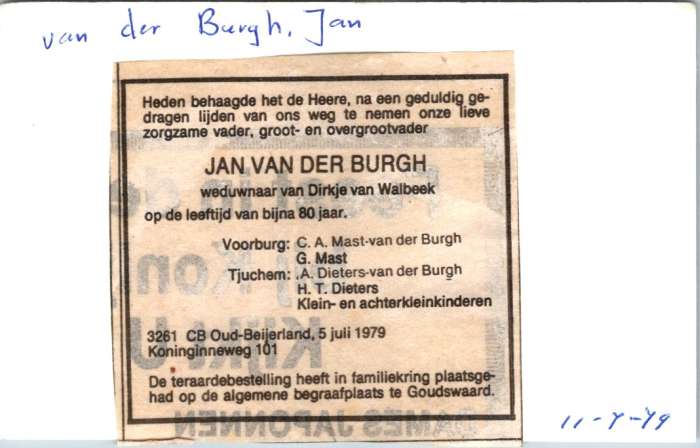 van der Burgh, Jan
Heden behaagde het de Heere, na een geduldig ge-
dragen lijden van ons weg te nemen onze lieve
zorgzame vader, groot- en overgrootvader
JAN VAN DER BURGH
weduwnaar van Dirkje van Walbeek
op de leeftijd van bijna 80 jaar.
Voorburg: C. A. Mast-van der Burgh
G. Mast
Tjuchem: A. Dieters-van der Burgh
H. T. Dieters
Klein- en achterkleinkinderen
3261 CB Oud-Beijerland, 5 juli 1979
Koninginneweg 101
De teraardebestelling heeft in familiekring plaatsge-
had op de algemene begraafplaats te Goudswaard.
11-7-79